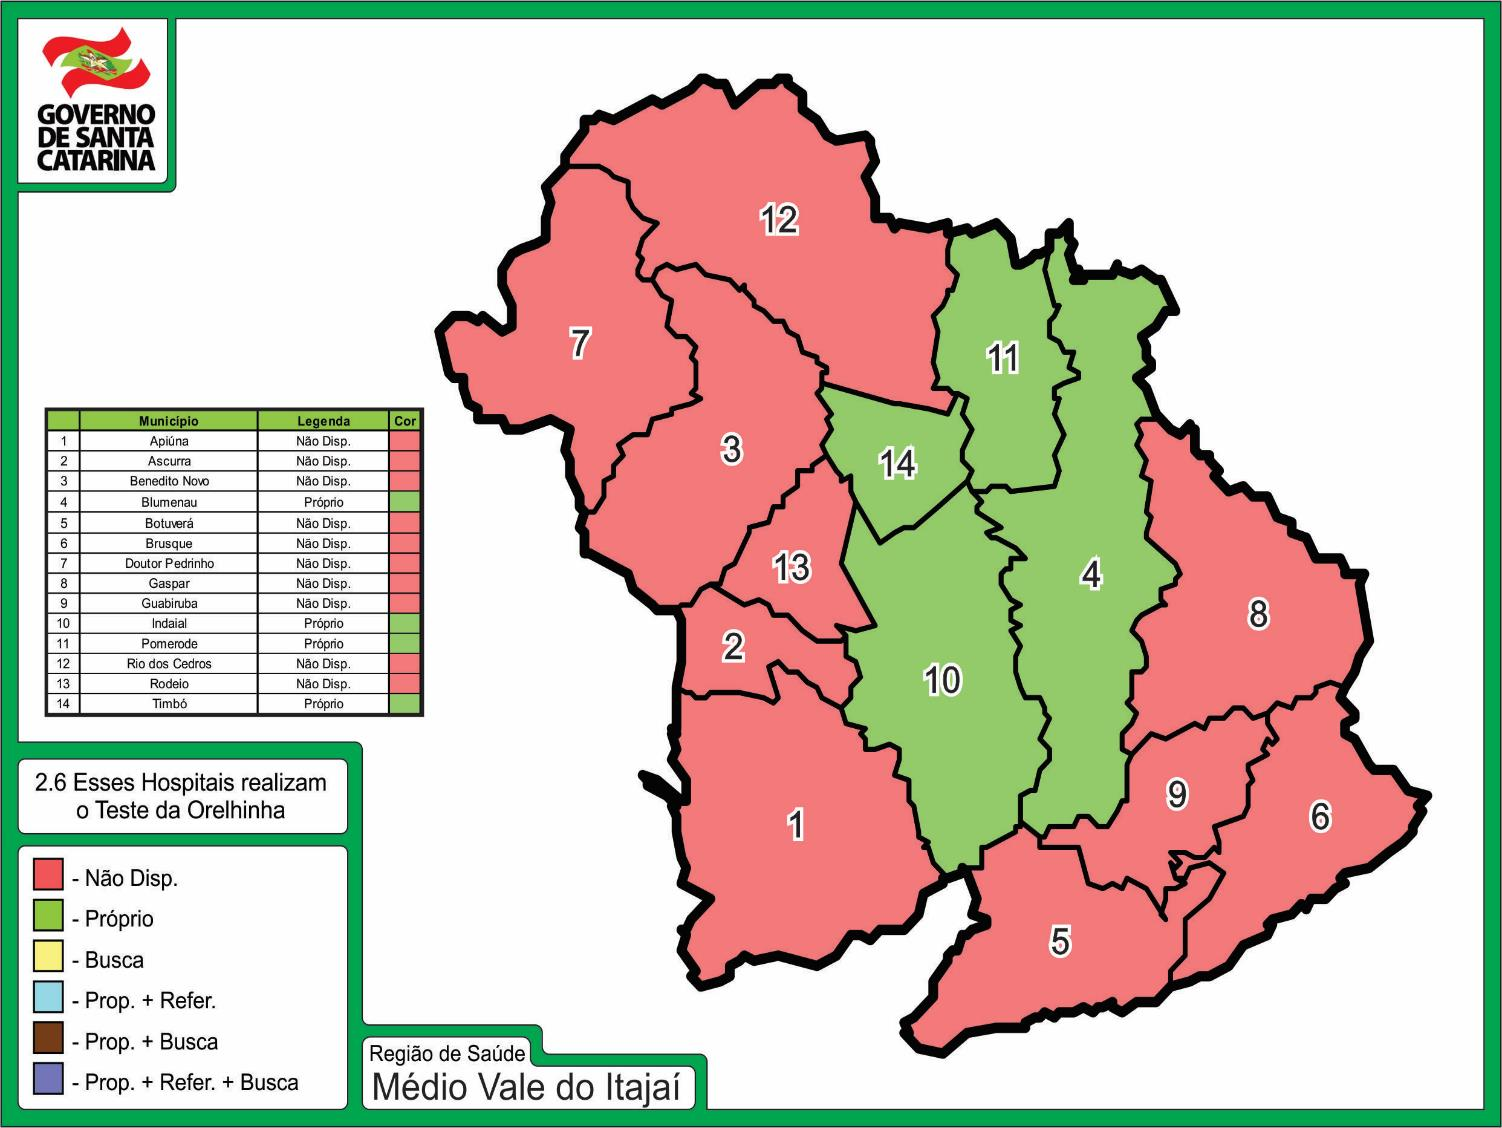 GOVERNO
DE SANTA
CATARINA
12
7
11
3
14
13
4
8
2
10
9
1
6
5
Município Legenda Cor
1 Apiúna Não Disp.
2 Ascurra Não Disp.
3 Benedito Novo Não Disp.
4 Blumenau Próprio
5 Botuverá Não Disp.
6 Brusque Não Disp.
7 Doutor Pedrinho Não Disp.
8 Gaspar Não Disp.
9 Guabiruba Não Disp.
10 Indaial Próprio
11 Pomerode Próprio
12 Rio dos Cedros Não Disp.
13 Rodeio Não Disp.
14 Timbó Próprio
2.6 Esses Hospitais realizam
o Teste da Orelhinha
- Não Disp.
- Próprio
- Busca
- Prop. + Refer.
- Prop. + Busca
- Prop. + Refer. + Busca
Região de Saúde
Médio Vale do Itajaí